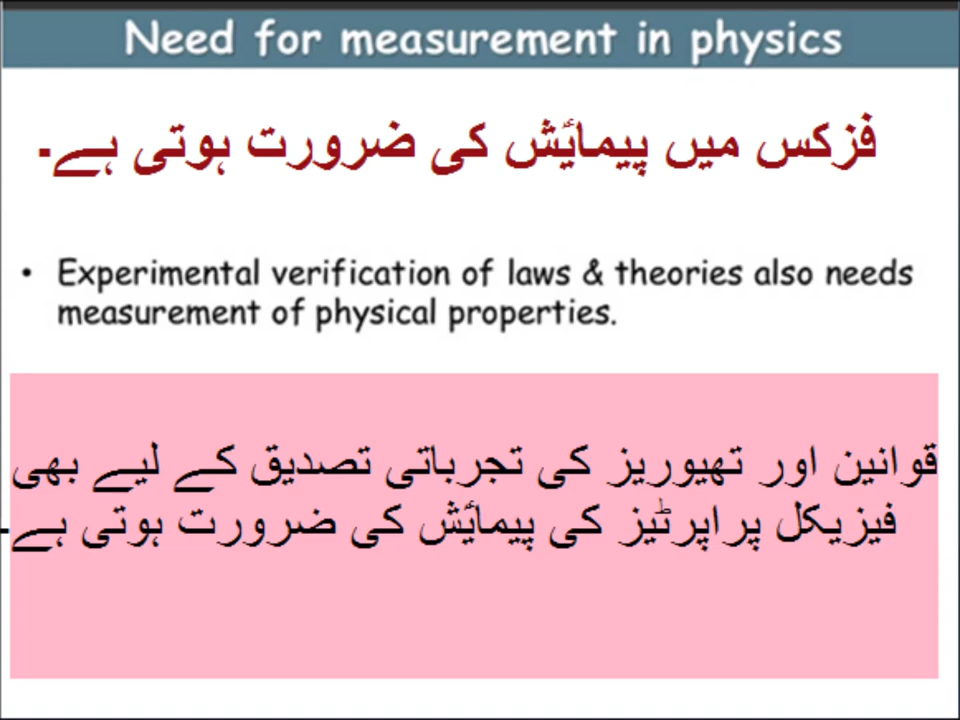 Need for measurement in physics
فزکس میں پیمائش کی ضرورت ہوتی ہے۔
• Experimental verification of laws & theories also needs
measurement of physical properties.
قوانین اور تھیوریز کی تجرباتی تصدیق کے لیے بھی
فیزیکل پراپرٹیز کی پیمائش کی ضرورت ہوتی ہے۔